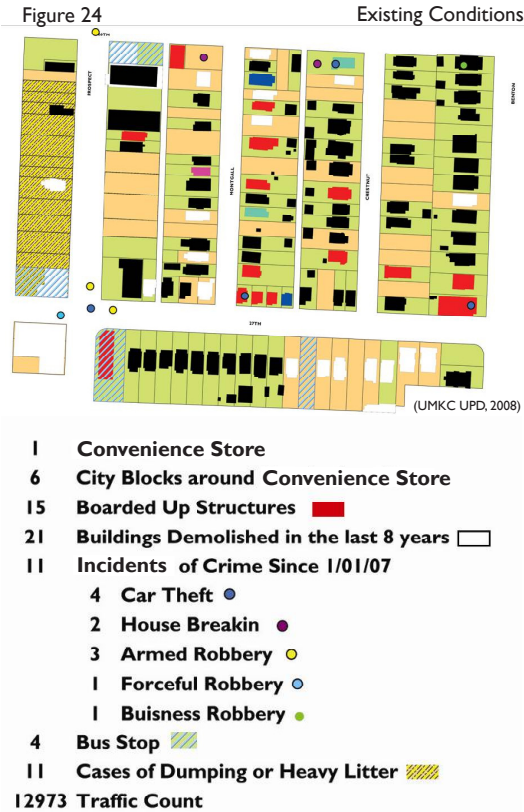 Figure 24
Existing Conditions
PROSPECT
BENTON
MONTGALL
CHESTNUT
27TH
(UMKC UPD, 2008)
1 Convenience Store
6 City Blocks around Convenience Store
15 Boarded Up Structures
21 Buildings Demolished in the last 8 years
11 Incidents of Crime Since 1/01/07
4 Car Theft
2 House Breakin
3 Armed Robbery
1 Forceful Robbery
1 Buisness Robbery
4 Bus Stop
11 Cases of Dumping or Heavy Litter
12973 Traffic Count